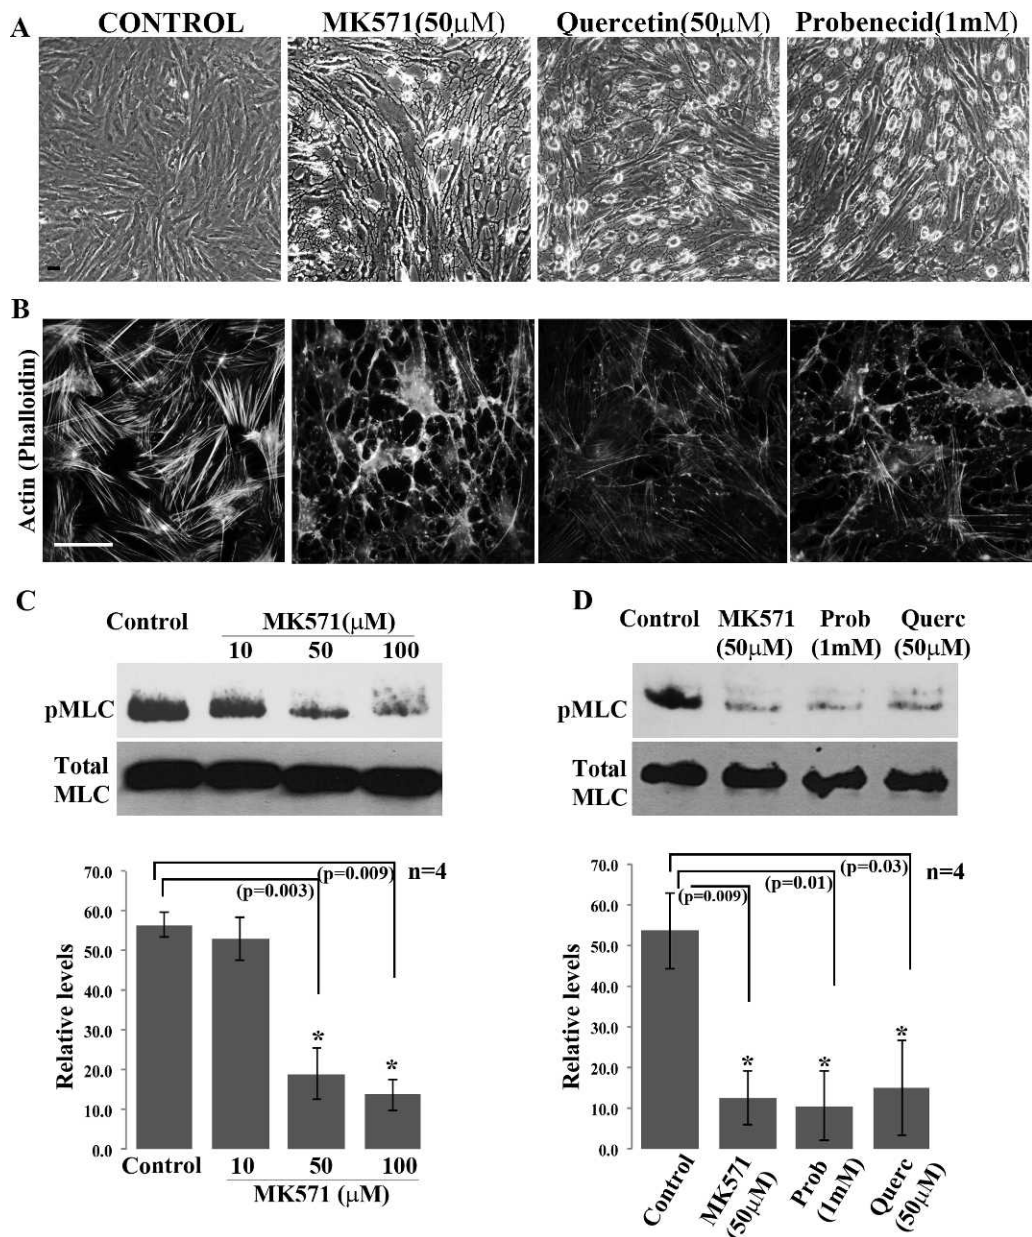 A
CONTROL MK571(50μM) Quercetin(50μM) Probenecid(1mM)
B
Actin (Phalloidin)
C
Control MK571(μM)
10 50 100
pMLC
Total
MLC
70.0
60.0
50.0
40.0
30.0
20.0
10.0
0.0
Relative levels
(p=0.003) (p=0.009) n=4
* *
Control 10 50 100
MK571 (μM)
D
Control MK571 Prob Querc
(50μM) (1mM) (50μM)
pMLC
Total
MLC
70.0
60.0
50.0
40.0
30.0
20.0
10.0
0.0
Relative levels
(p=0.009) (p=0.01) (p=0.03) n=4
* * *
Control
MK571
(50μM)
Prob
(1mM)
Querc
(50μM)